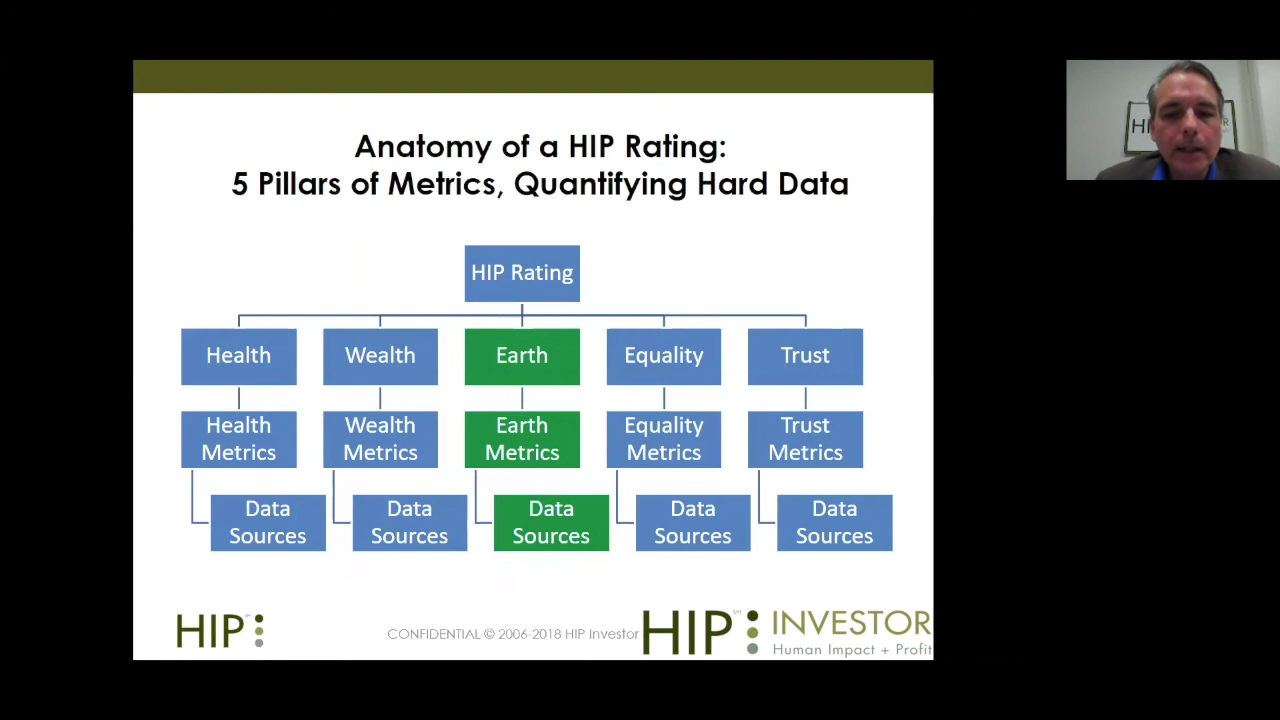 Anatomy of a HIP Rating:
5 Pillars of Metrics, Quantifying Hard Data
HIP Rating
Health
Wealth
Earth
Equality
Trust
Health
Metrics
Wealth
Metrics
Earth
Metrics
Equality
Metrics
Trust
Metrics
Data
Sources
Data
Sources
Data
Sources
Data
Sources
Data
Sources
HIP
CONFIDENTIAL © 2006-2018 HIP Investor
HIP℠
INVESTOR
Human Impact + Profit